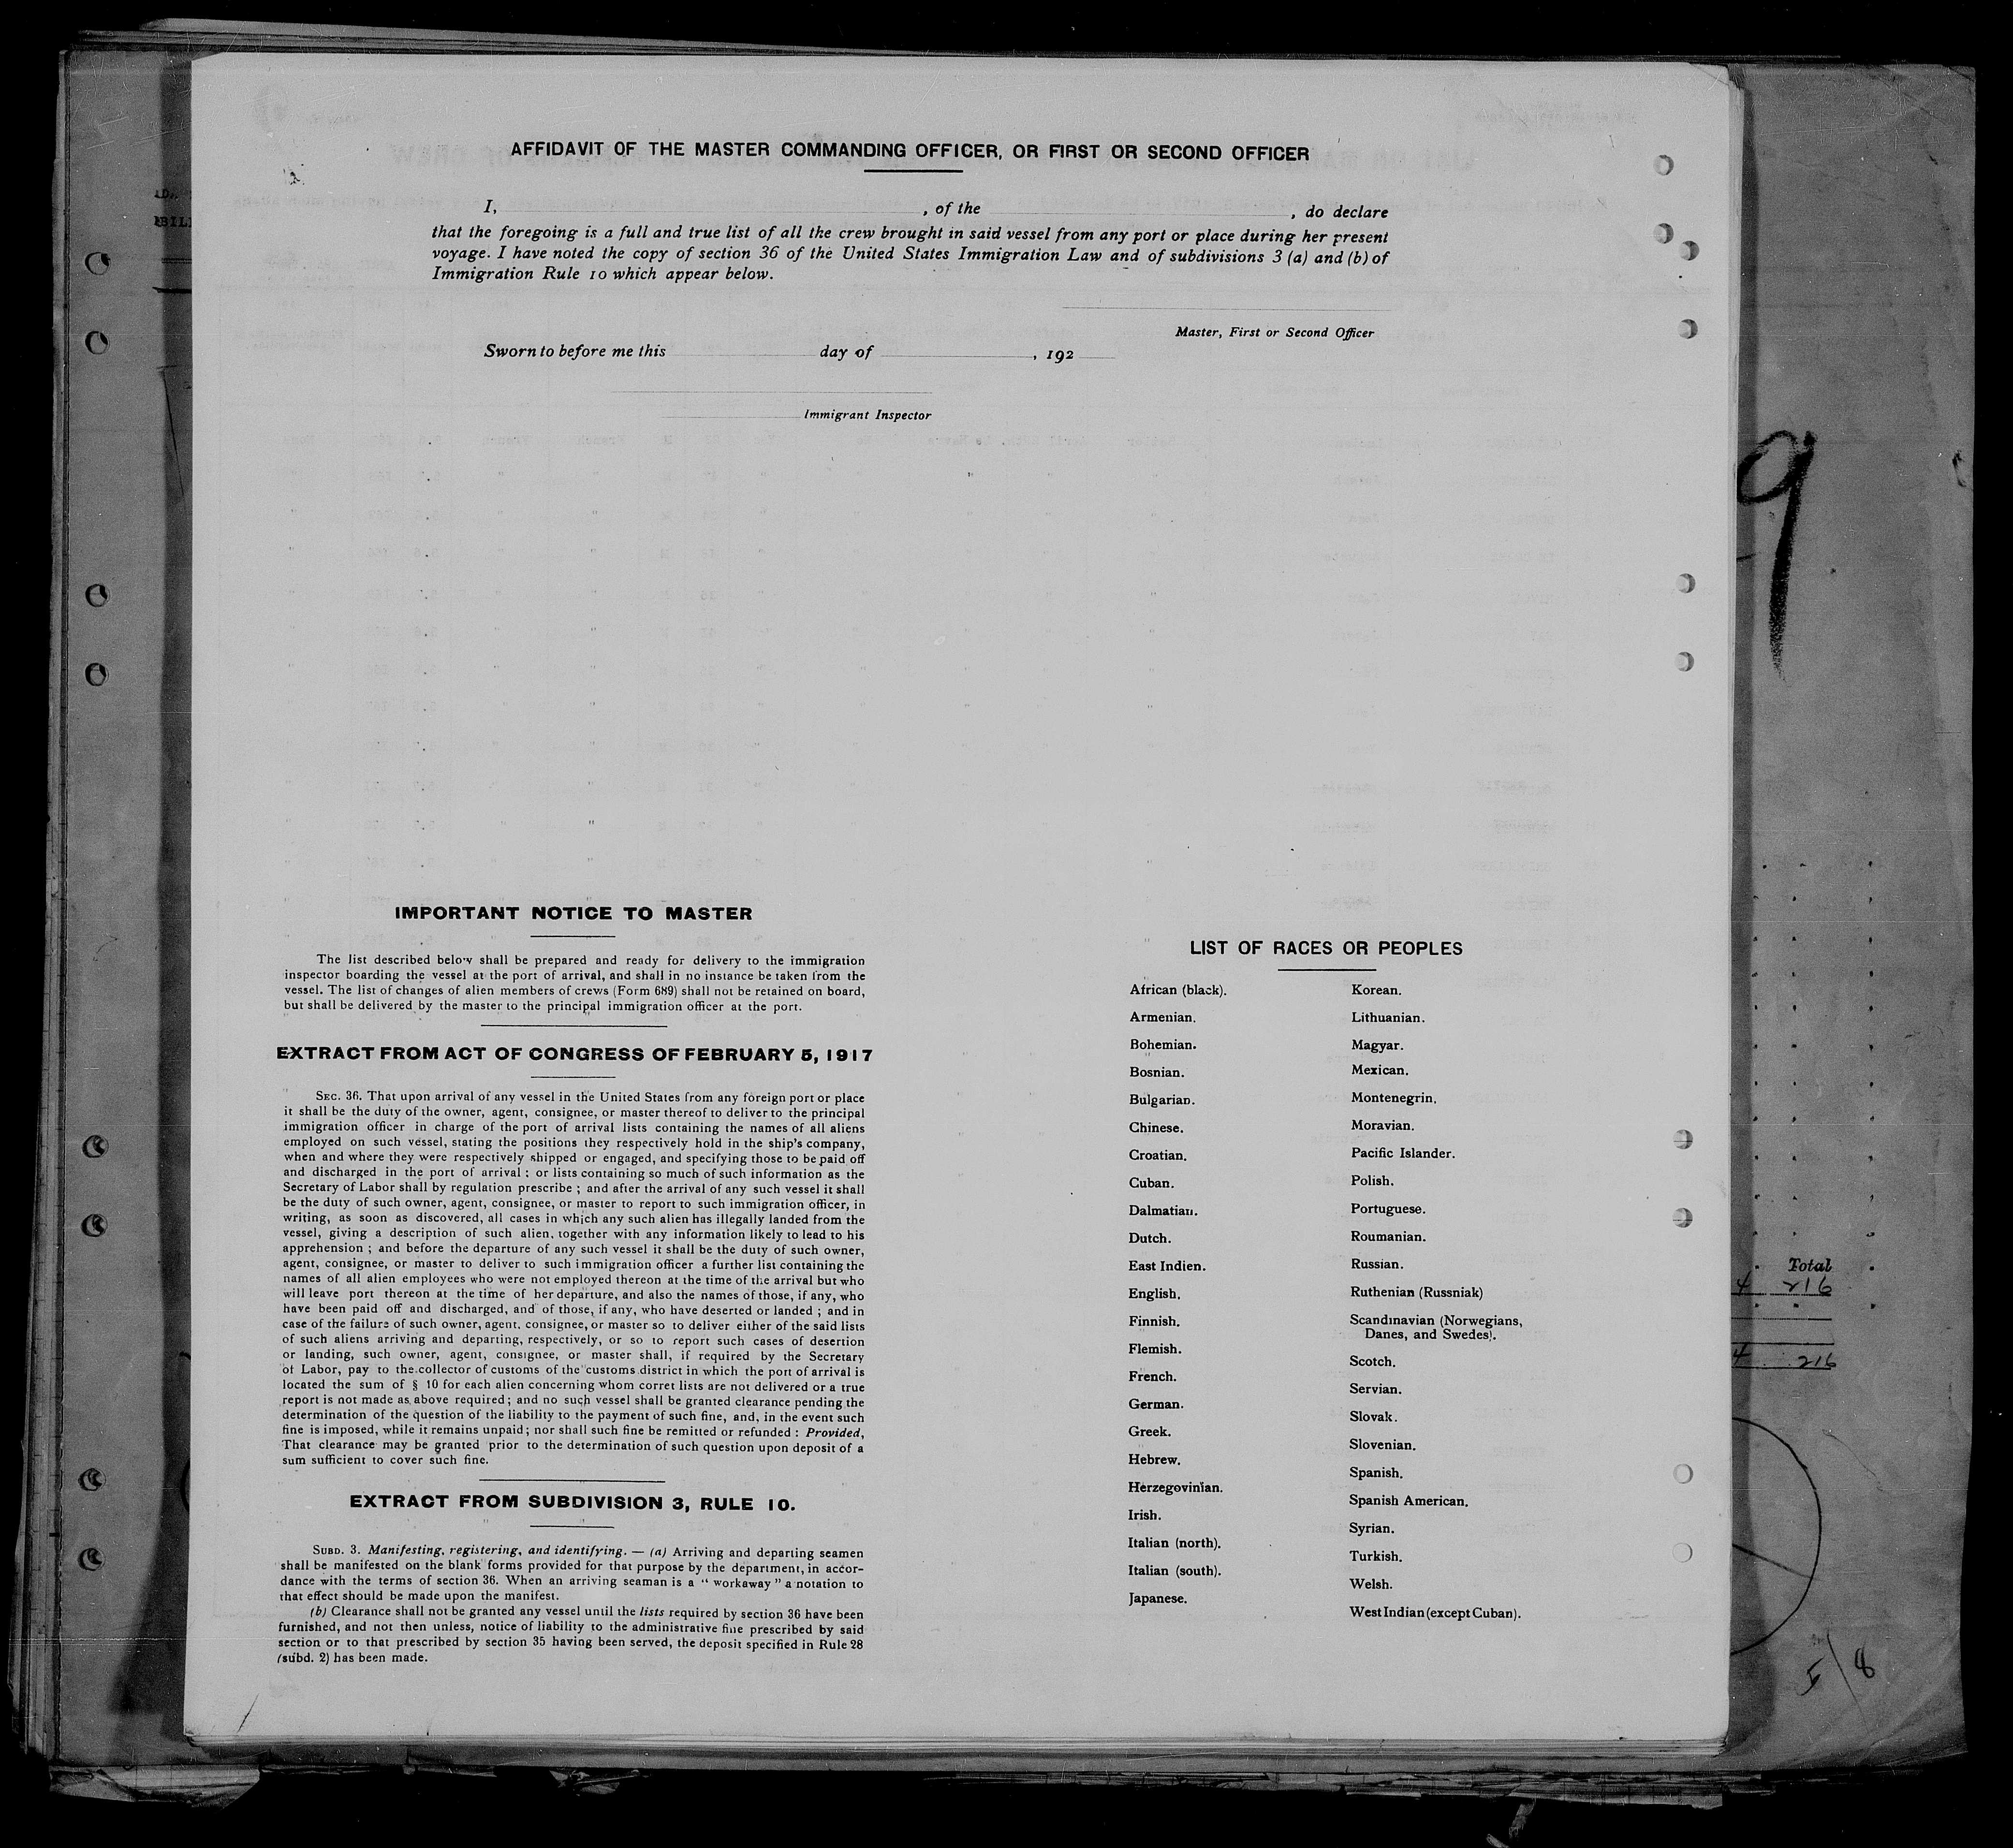 AFFIDAVIT OF THE MASTER COMMANDING OFFICER, OR FIRST OR SECOND OFFICER
I, , of the , do declare
that the foregoing is a full and true list of all the crew brought in said vessel from any port or place during her present
voyage. I have noted the copy of section 36 of the United States Immigration Law and of subdivisions 3 (a) and (b) of
Immigration Rule 10 which appear below.
Master, First or Second Officer
Sworn to before me this day of , 192
Immigrant Inspector
9
IMPORTANT NOTICE TO MASTER
The list described below shall be prepared and ready for delivery to the immigration
inspector boarding the vessel at the port of arrival, and shall in no instance be taken from the
vessel. The list of changes of alien members of crews (Form 689) shall not be retained on board,
but shall be delivered by the master to the principal immigration officer at the port.
EXTRACT FROM ACT OF CONGRESS OF FEBRUARY 5, 1917
SEC. 36. That upon arrival of any vessel in the United States from any foreign port or place
it shall be the duty of the owner, agent, consignee, or master thereof to deliver to the principal
immigration officer in charge of the port of arrival lists containing the names of all aliens
employed on such vessel, stating the positions they respectively hold in the ship's company,
when and where they were respectively shipped or engaged, and specifying those to be paid off
and discharged in the port of arrival ; or lists containing so much of such information as the
Secretary of Labor shall by regulation prescribe ; and after the arrival of any such vessel it shall
be the duty of such owner, agent, consignee, or master to report to such immigration officer, in
writing, as soon as discovered, all cases in which any such alien has illegally landed from the
vessel, giving a description of such alien, together with any information likely to lead to his
apprehension ; and before the departure of any such vessel it shall be the duty of such owner,
agent, consignee, or master to deliver to such immigration officer a further list containing the
names of all alien employees who were not employed thereon at the time of the arrival but who
will leave port thereon at the time of her departure, and also the names of those, if any, who
have been paid off and discharged, and of those, if any, who have deserted or landed ; and in
case of the failure of such owner, agent, consignee, or master so to deliver either of the said lists
of such aliens arriving and departing, respectively, or so to report such cases of desertion
or landing, such owner, agent, consignee, or master shall, if required by the Secretary
of Labor, pay to the collector of customs of the customs district in which the port of arrival is
located the sum of § 10 for each alien concerning whom corret lists are not delivered or a true
report is not made as above required ; and no such vessel shall be granted clearance pending the
determination of the question of the liability to the payment of such fine, and, in the event such
fine is imposed, while it remains unpaid ; nor shall such fine be remitted or refunded : Provided,
That clearance may be granted prior to the determination of such question upon deposit of a
sum sufficient to cover such fine.
EXTRACT FROM SUBDIVISION 3, RULE 10.
SUBD. 3. Manifesting, registering, and identifying. — (a) Arriving and departing seamen
shall be manifested on the blank forms provided for that purpose by the department, in accor-
dance with the terms of section 36. When an arriving seaman is a " workaway " a notation to
that effect should be made upon the manifest.
(b) Clearance shall not be granted any vessel until the lists required by section 36 have been
furnished, and not then unless, notice of liability to the administrative fine prescribed by said
section or to that prescribed by section 35 having been served, the deposit specified in Rule 28
(subd. 2) has been made.
LIST OF RACES OR PEOPLES
African (black).
Armenian.
Bohemian.
Bosnian.
Bulgarian.
Chinese.
Croatian.
Cuban.
Dalmatian.
Dutch.
East Indien.
English.
Finnish.
Flemish.
French.
German.
Greek.
Hebrew.
Herzegovinian.
Irish.
Italian (north).
Italian (south).
Japanese.
Korean.
Lithuanian.
Magyar.
Mexican.
Montenegrin.
Moravian.
Pacific Islander.
Polish.
Portuguese.
Roumanian.
Russian.
Ruthenian (Russniak)
Scandinavian (Norwegians,
Danes, and Swedes).
Scotch.
Servian.
Slovak.
Slovenian.
Spanish.
Spanish American.
Syrian.
Turkish.
Welsh.
West Indian (except Cuban).
Total
4 216
4 216
5/8